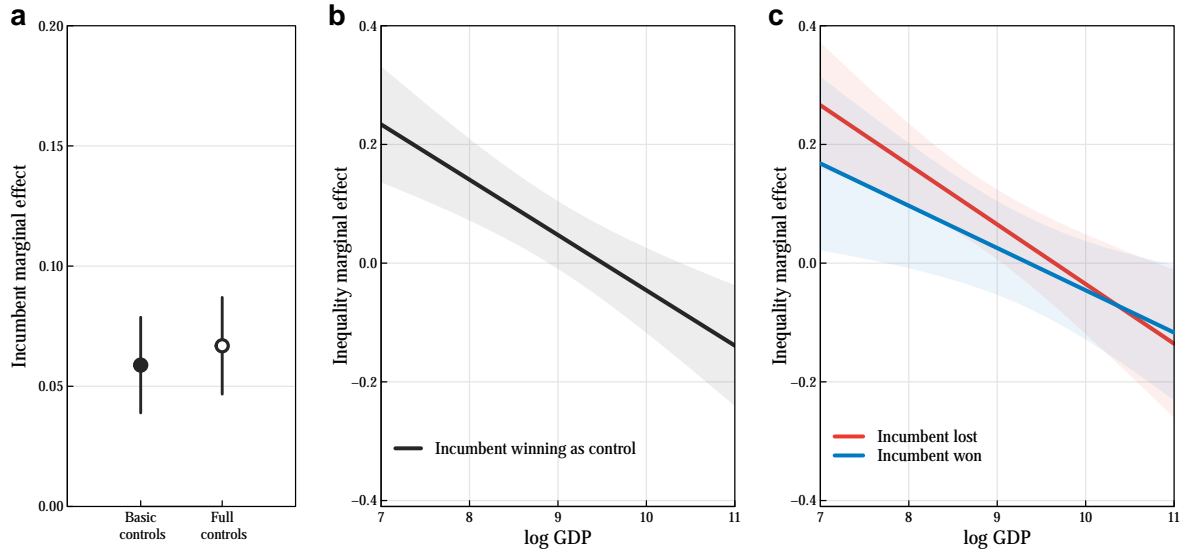 a
Incumbent marginal effect
0.20
0.15
0.10
0.05
0.00
Basic
controls
Full
controls
b
Inequality marginal effect
0.4
0.2
0.0
−0.2
−0.4
Incumbent winning as control
7
8
9
10
11
log GDP
c
Inequality marginal effect
0.4
0.2
0.0
−0.2
−0.4
Incumbent lost
Incumbent won
7
8
9
10
11
log GDP